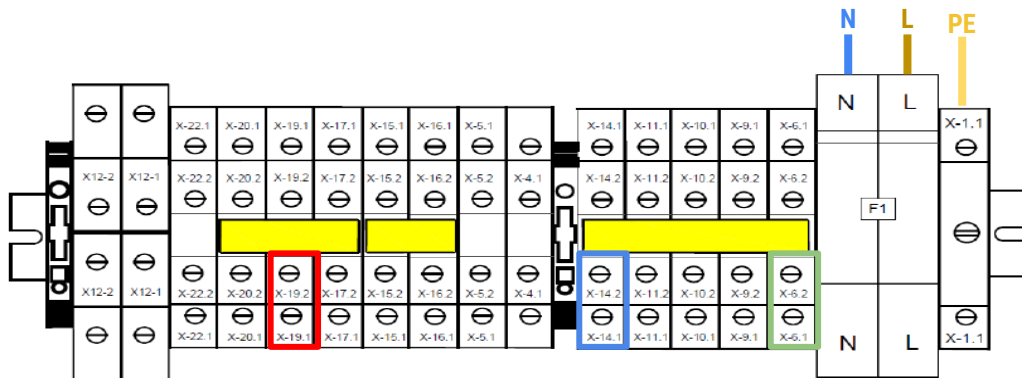 N L PE
N L
X-22.1 X-20.1 X-19.1 X-17.1 X-15.1 X-16.1 X-5.1 X-14.1 X-11.1 X-10.1 X-9.1 X-6.1 X-1.1
X12-2 X12-1 X-22.2 X-20.2 X-19.2 X-17.2 X-15.2 X-16.2 X-5.2 X-4.1 X-14.2 X-11.2 X-10.2 X-9.2 X-6.2
F1
X12-2 X12-1 X-22.2 X-20.2 X-19.2 X-17.2 X-15.2 X-16.2 X-5.2 X-4.1 X-14.2 X-11.2 X-10.2 X-9.2 X-6.2
X-22.1 X-20.1 X-19.1 X-17.1 X-15.1 X-16.1 X-5.1 X-14.1 X-11.1 X-10.1 X-9.1 X-6.1 N L X-1.1